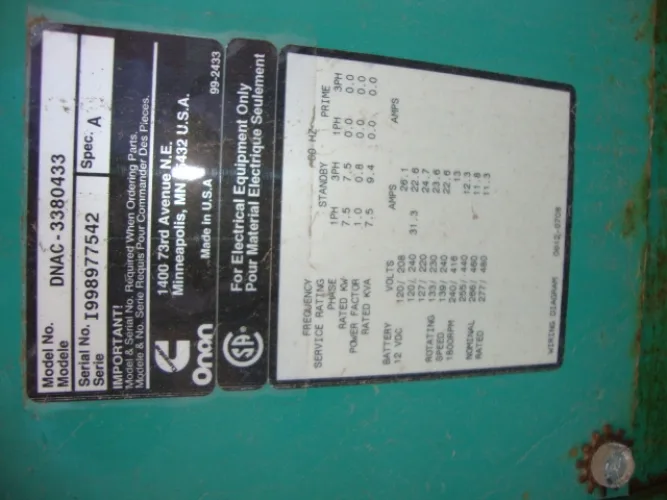 Model No. DNAC-3380433
Modele
Serial No. I998977542 Spec. A
Serie
IMPORTANT!
Model & Serial No. Required When Ordering Parts.
Modele & No. Serie Requis Pour Commander Des Pieces.
Onan
1400 73rd Avenue N.E.
Minneapolis, MN 55432 U.S.A.
Made in U.S.A.
99-2433
SA
For Electrical Equipment Only
Pour Material Electrique Seulement
FREQUENCY 60 HZ
SERVICE RATING STANDBY PRIME
PHASE 1PH 3PH 1PH 3PH
RATED KW 7.5 7.5 0.0 0.0
POWER FACTOR 1.0 0.8 0.0 0.0
RATED KVA 7.5 9.4 0.0 0.0
BATTERY VOLTS AMPS AMPS
12 VDC 120/ 208 26.1
120/ 240 31.3 22.6
127/ 220 24.7
ROTATING 133/ 230 23.6
SPEED 139/ 240 22.6
1800RPM 240/ 416 13
255/ 440 12.3
NOMINAL 266/ 460 11.8
RATED 277/ 480 11.3
WIRING DIAGRAM